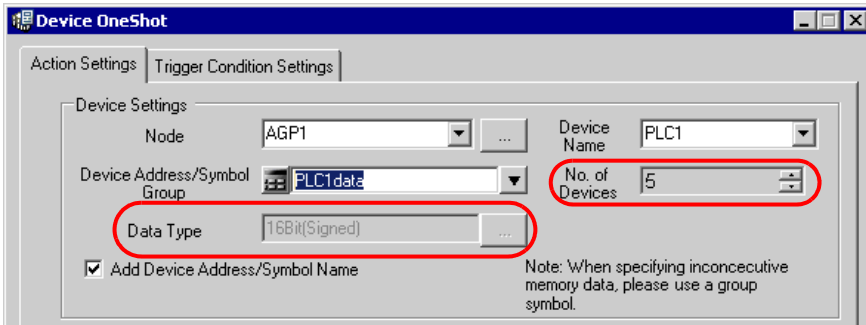 Device OneShot
Action Settings
Trigger Condition Settings
Device Settings
Node
AGP1
...
Device
Name
PLC1
Device Address/Symbol
Group
PLC1data
No. of
Devices
5
Data Type
16Bit(Signed)
...
Add Device Address/Symbol Name
Note: When specifying inconcecutive
memory data, please use a group
symbol.